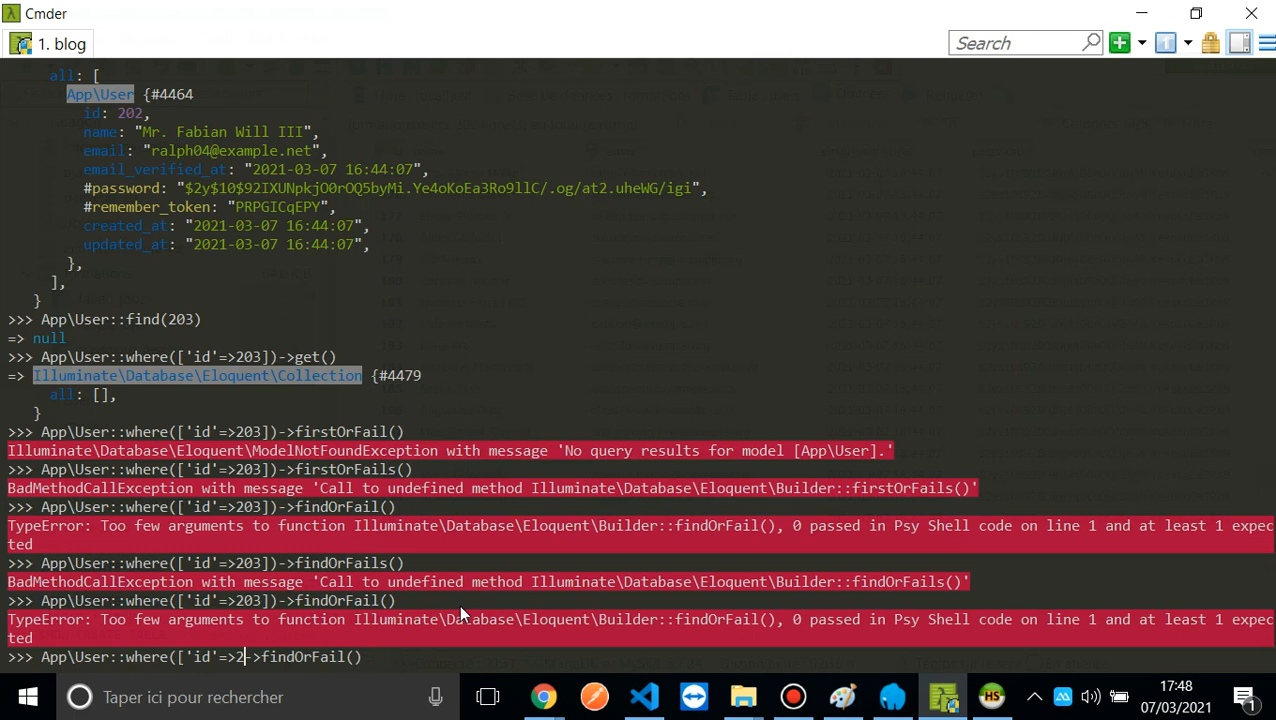 Cmder
1. blog
Search
all: [
App\User {#4464
id: 202,
name: "Mr. Fabian Will III",
email: "ralph04@example.net",
email_verified_at: "2021-03-07 16:44:07",
#password: "$2y$10$92IXUNpkjO0rOQ5byMi.Ye4oKoEa3Ro9llC/.og/at2.uheWG/igi",
#remember_token: "PRPGICqEPY",
created_at: "2021-03-07 16:44:07",
updated_at: "2021-03-07 16:44:07",
},
],
}
>>> App\User::find(203)
=> null
>>> App\User::where(['id'=>203])->get()
=> Illuminate\Database\Eloquent\Collection {#4479
all: [],
}
>>> App\User::where(['id'=>203])->firstOrFail()
Illuminate\Database\Eloquent\ModelNotFoundException with message 'No query results for model [App\User].'
>>> App\User::where(['id'=>203])->firstOrFails()
BadMethodCallException with message 'Call to undefined method Illuminate\Database\Eloquent\Builder::firstOrFails()'
>>> App\User::where(['id'=>203])->findOrFail()
TypeError: Too few arguments to function Illuminate\Database\Eloquent\Builder::findOrFail(), 0 passed in Psy Shell code on line 1 and at least 1 expec
ted
>>> App\User::where(['id'=>203])->findOrFails()
BadMethodCallException with message 'Call to undefined method Illuminate\Database\Eloquent\Builder::findOrFails()'
>>> App\User::where(['id'=>203])->findOrFail()
TypeError: Too few arguments to function Illuminate\Database\Eloquent\Builder::findOrFail(), 0 passed in Psy Shell code on line 1 and at least 1 expec
ted
>>> App\User::where(['id'=>2->findOrFail()
Taper ici pour rechercher
HS
17:48
07/03/2021
1